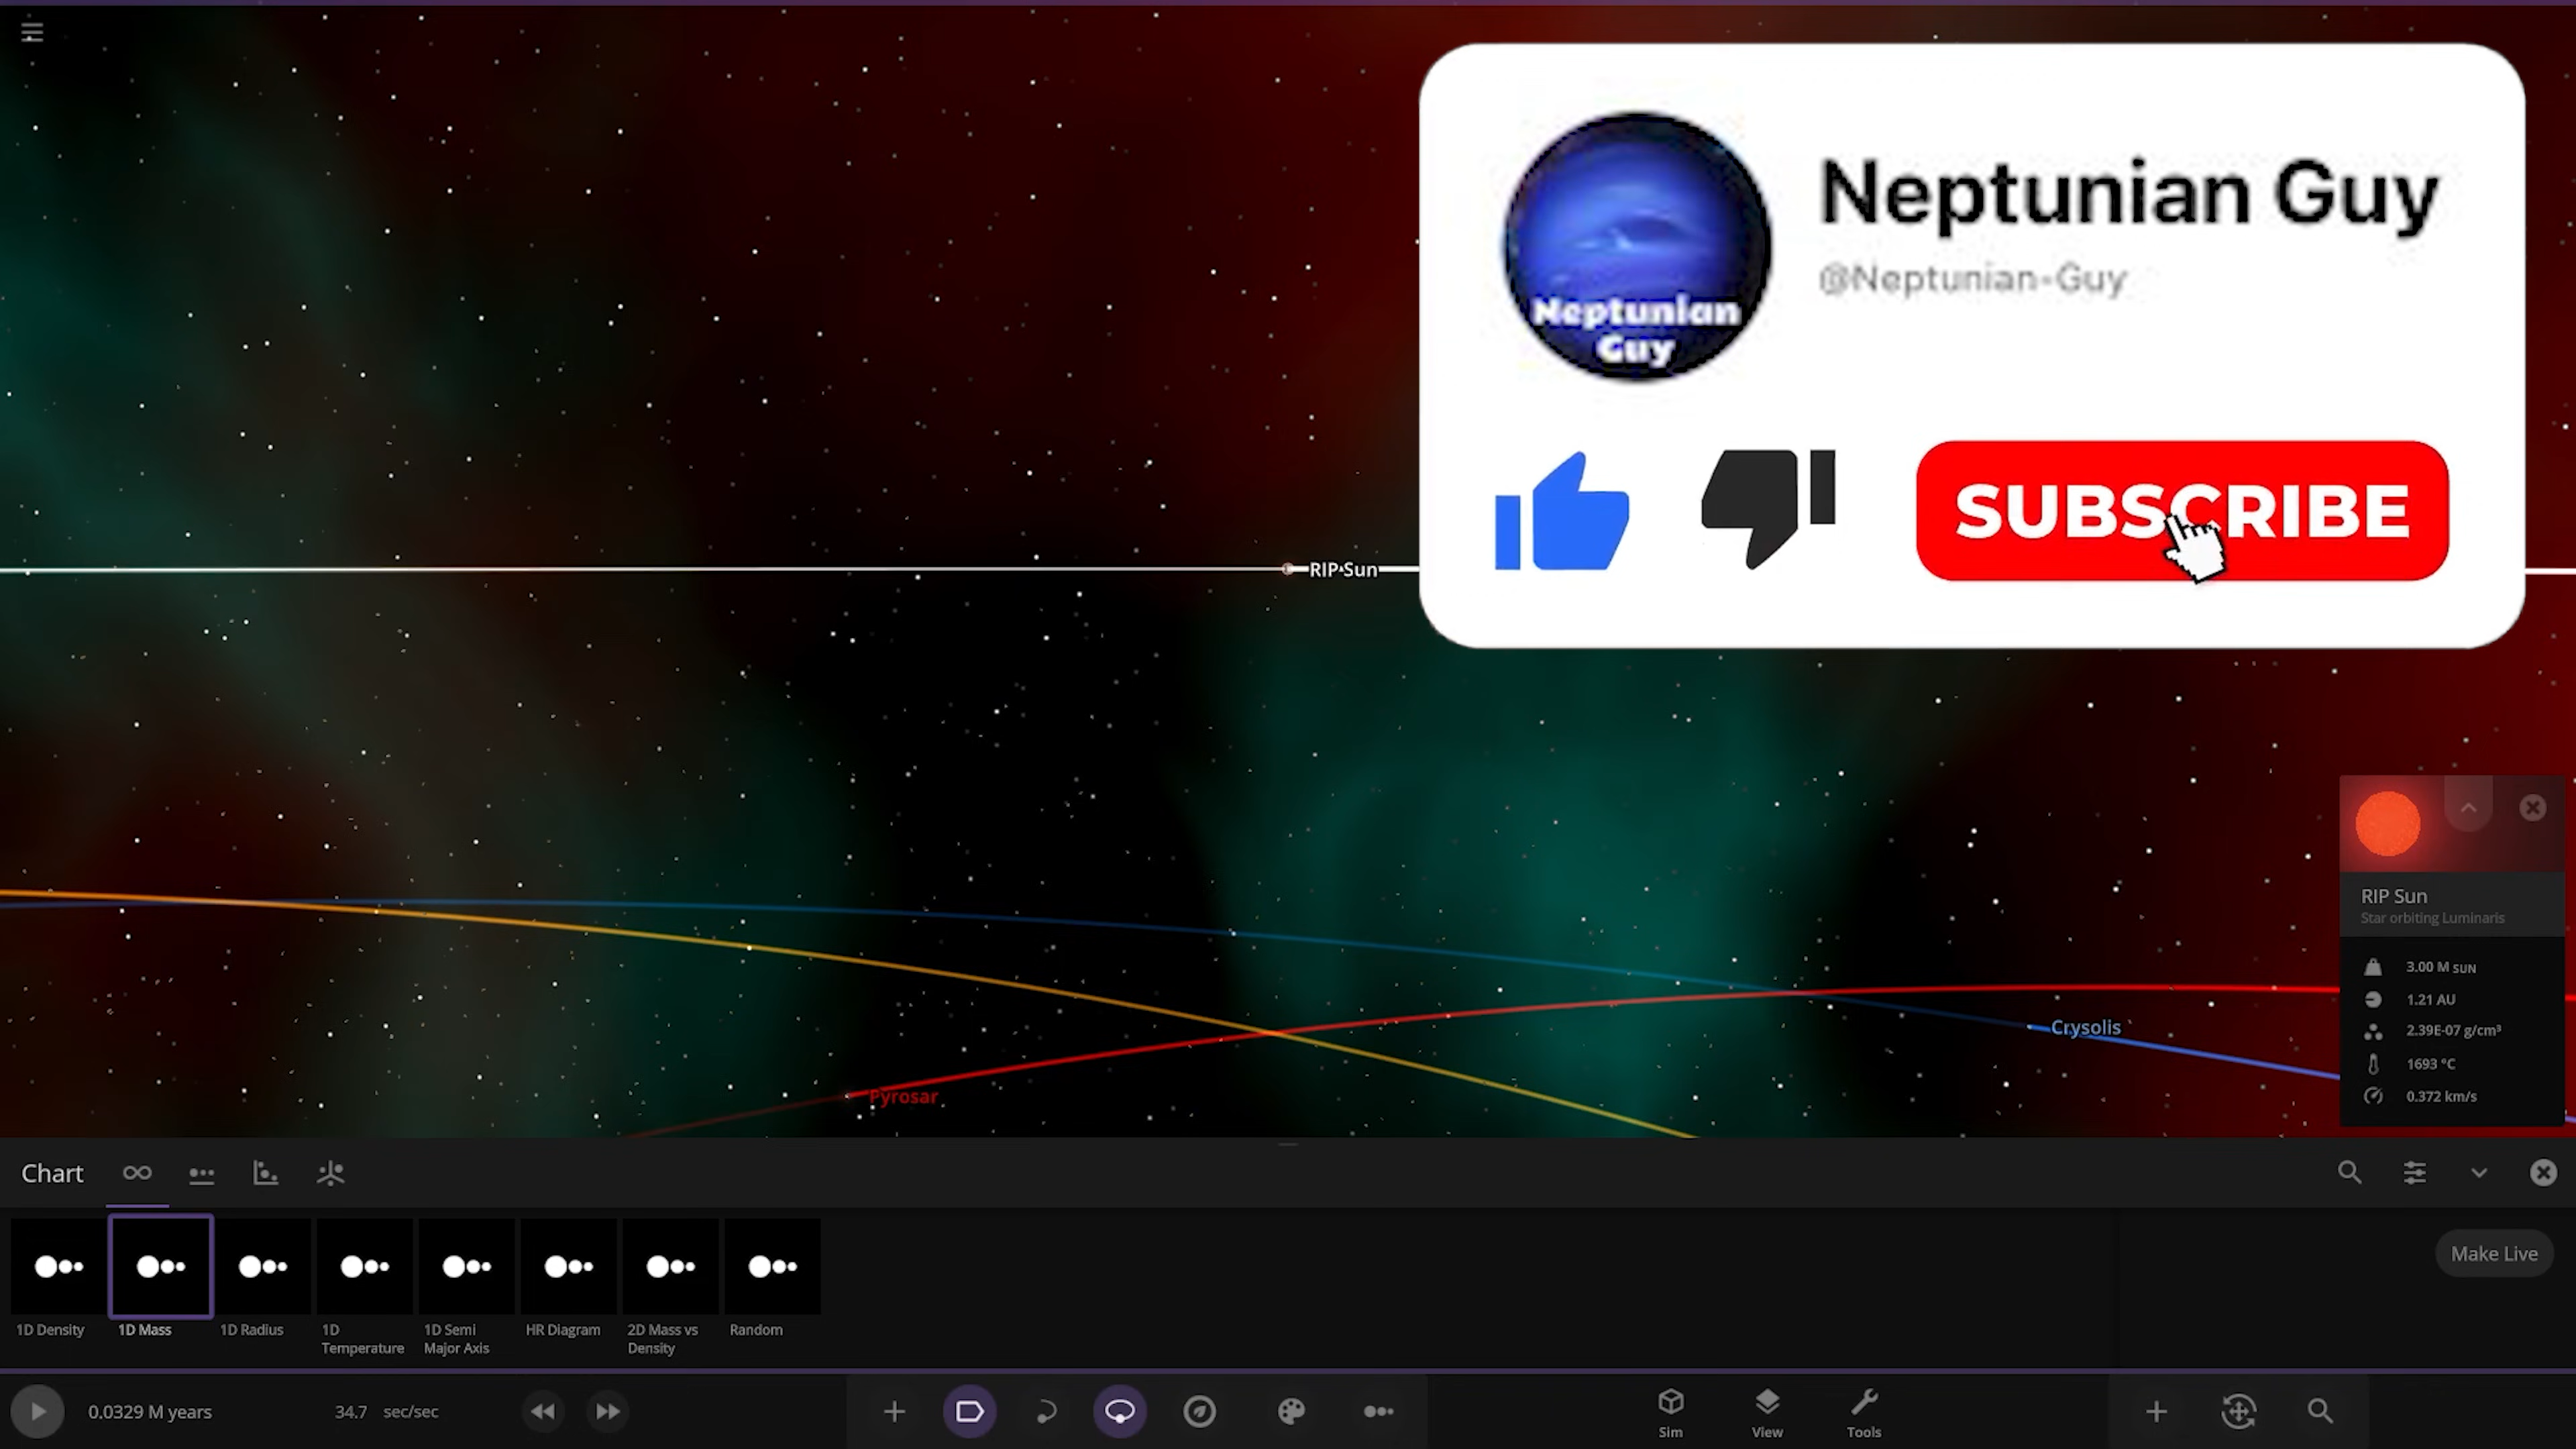 Neptunian Guy
@Neptunian-Guy
Neptunian
Guy
SUBSCRIBE
RIP Sun
RIP Sun
Star orbiting Luminaris
3.00 M SUN
1.21 AU
2.39E-07 g/cm³
1693 °C
0.372 km/s
Crysolis
Pyrosar
Chart
Make Live
1D Density
1D Mass
1D Radius
1D
Temperature
1D Semi
Major Axis
HR Diagram
2D Mass vs
Density
Random
0.0329 M years
34.7 sec/sec
Sim
View
Tools